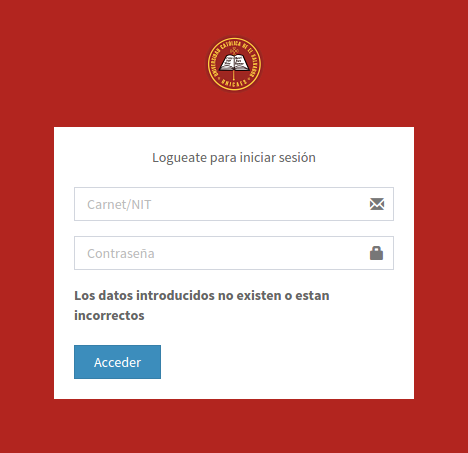 UNIVERSIDAD CATOLICA DE EL SALVADOR
UNICAES
Logueate para iniciar sesión
Carnet/NIT
Contraseña
Los datos introducidos no existen o estan
incorrectos
Acceder